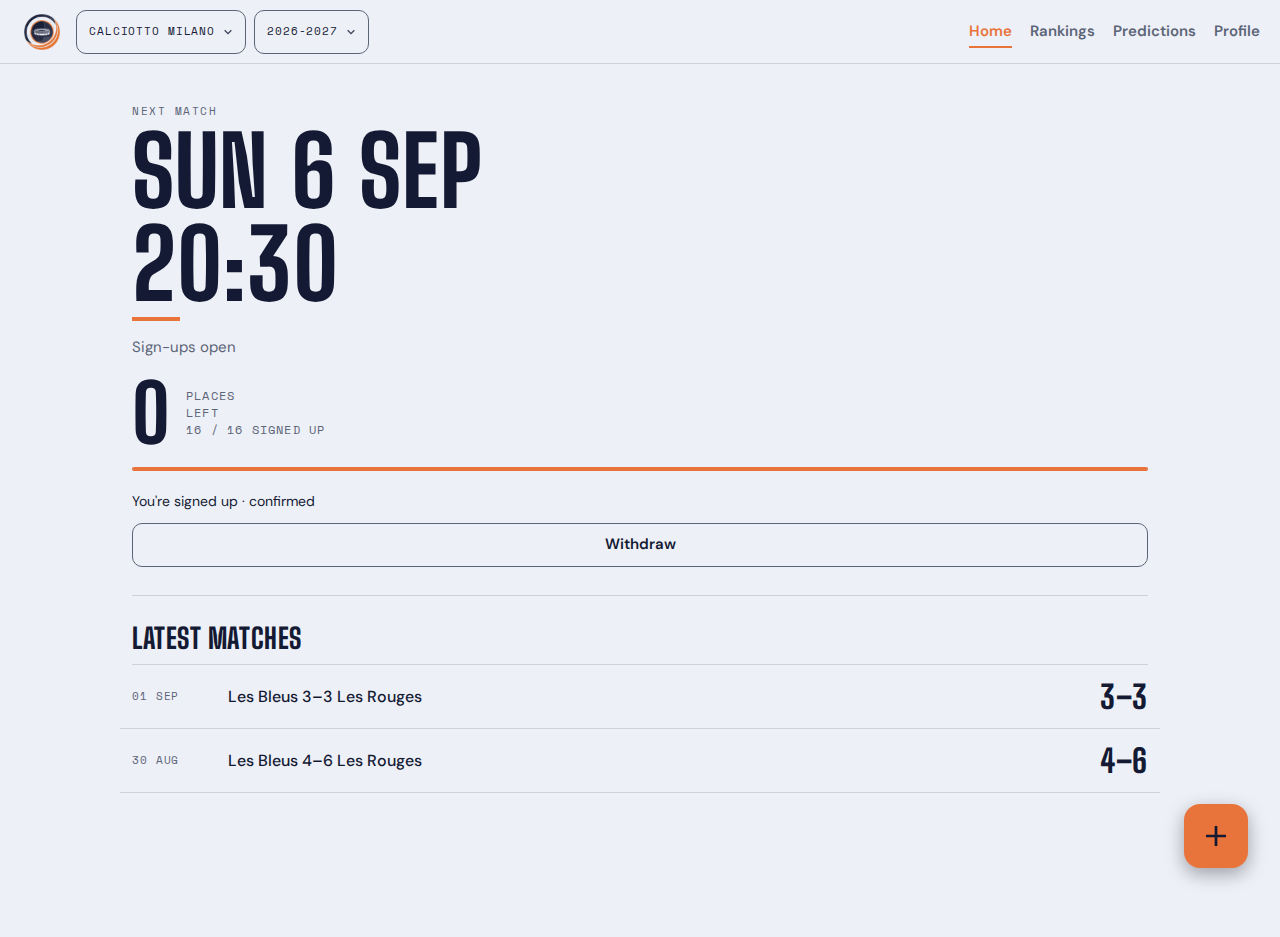 CALCIOTTO MILANO
2026-2027
Home
Rankings
Predictions
Profile
NEXT MATCH
SUN 6 SEP
20:30
Sign-ups open
0
PLACES
LEFT
16 / 16 SIGNED UP
You're signed up · confirmed
Withdraw
LATEST MATCHES
01 SEP
Les Bleus 3–3 Les Rouges
3–3
30 AUG
Les Bleus 4–6 Les Rouges
4–6